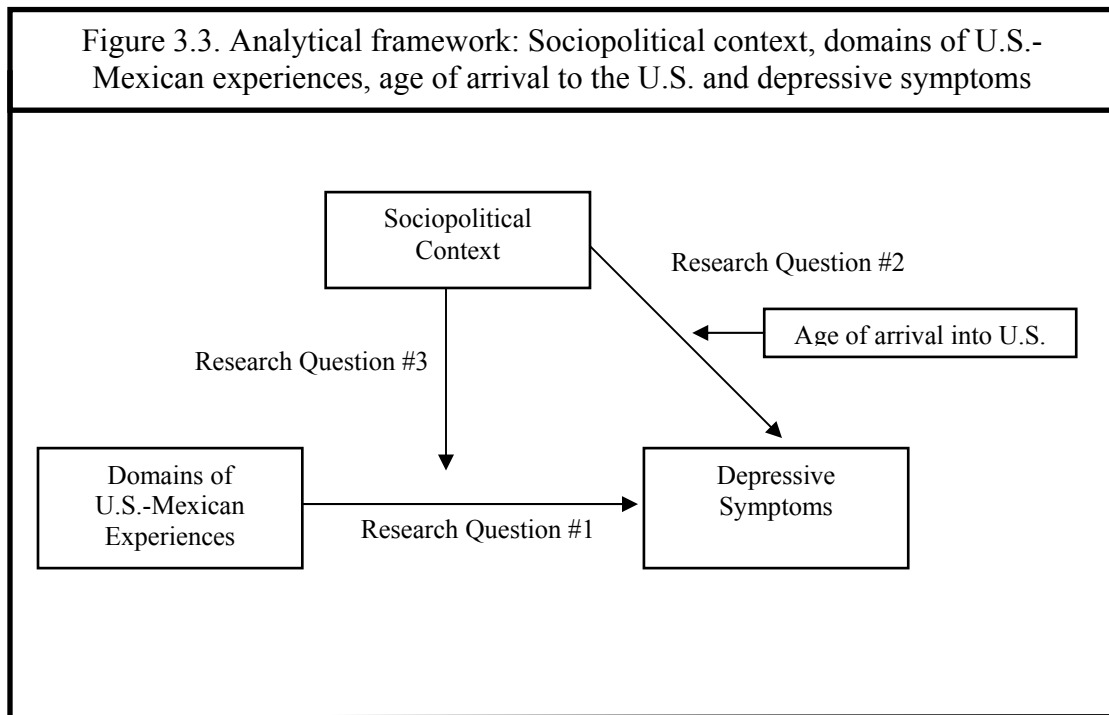 Figure 3.3. Analytical framework: Sociopolitical context, domains of U.S.-
Mexican experiences, age of arrival to the U.S. and depressive symptoms
Sociopolitical
Context
Research Question #2
Age of arrival into U.S.
Research Question #3
Domains of
U.S.-Mexican
Experiences
Research Question #1
Depressive
Symptoms